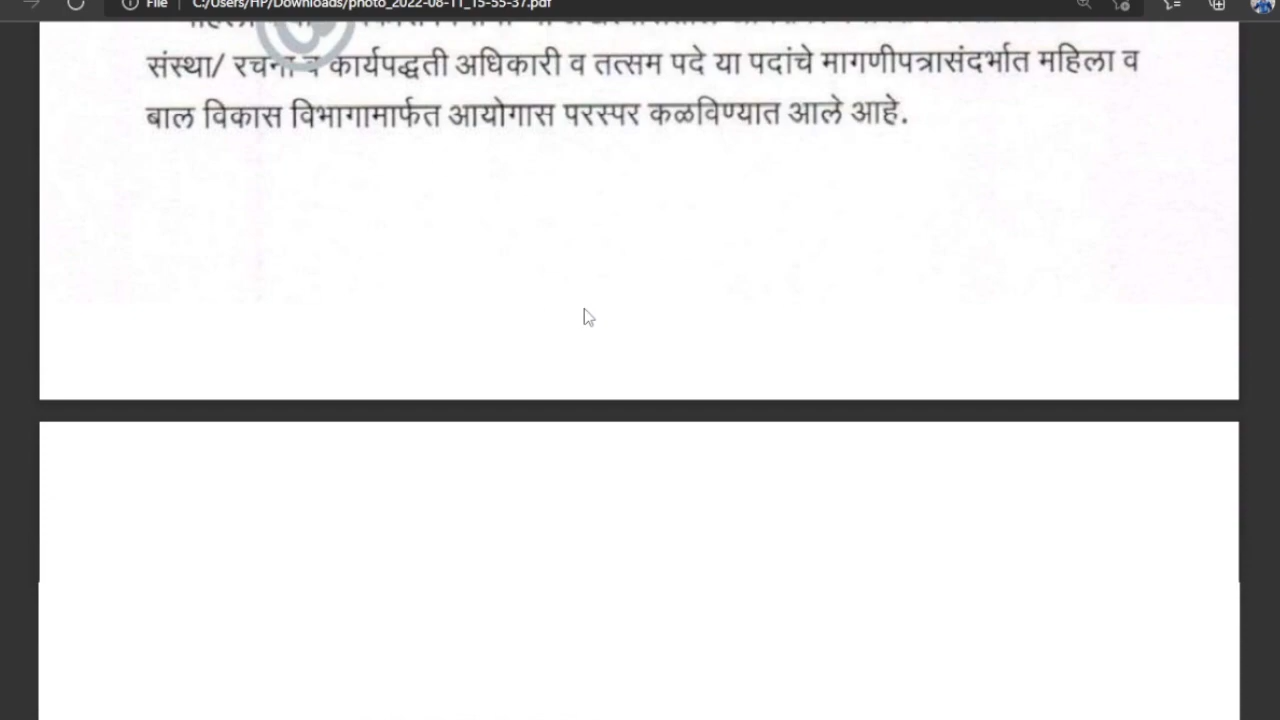 File | C:/Users/HP/Downloads/photo_2022-08-11_15-55-37.pdf
संस्था/ रचना व कार्यपद्धती अधिकारी व तत्सम पदे या पदांचे मागणीपत्रासंदर्भात महिला व
बाल विकास विभागामार्फत आयोगास परस्पर कळविण्यात आले आहे.